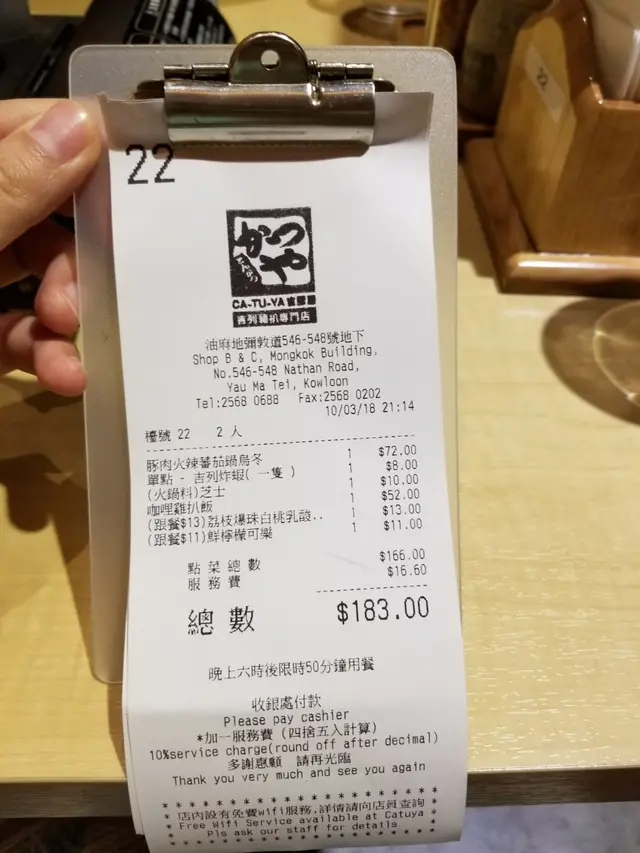 22
22
かつや
とんかつ
CA-TU-YA 吉豚屋
吉列豬扒專門店
油麻地彌敦道546-548號地下
Shop B & C, Mongkok Building,
No.546-548 Nathan Road,
Yau Ma Tei, Kowloon
Tel:2568 0688 Fax:2568 0202
10/03/18 21:14
檯號 22 2 人
豚肉火辣蕃茄鍋烏冬 1 $72.00
單點 - 吉列炸蝦( 一隻 ) 1 $8.00
(火鍋料)芝士 1 $10.00
咖哩雞扒飯 1 $52.00
(跟餐$13)荔枝爆珠白桃乳酸.. 1 $13.00
(跟餐$11)鮮檸檬可樂 1 $11.00
點 菜 總 數 $166.00
服 務 費 $16.60
總 數 $183.00
晚上六時後限時50分鐘用餐
收銀處付款
Please pay cashier
*加一服務費 (四捨五入計算)
10%service charge(round off after decimal)
多謝惠顧 請再光臨
Thank you very much and see you again
* * * * * * * * * * * * * * * * * * * *
* 店內設有免費wifi服務,詳情請向店員查詢 *
* Free Wifi Service available at Catuya *
* Pls ask our staff for details *
* * * * * * * * * * * * * * * * * * * *